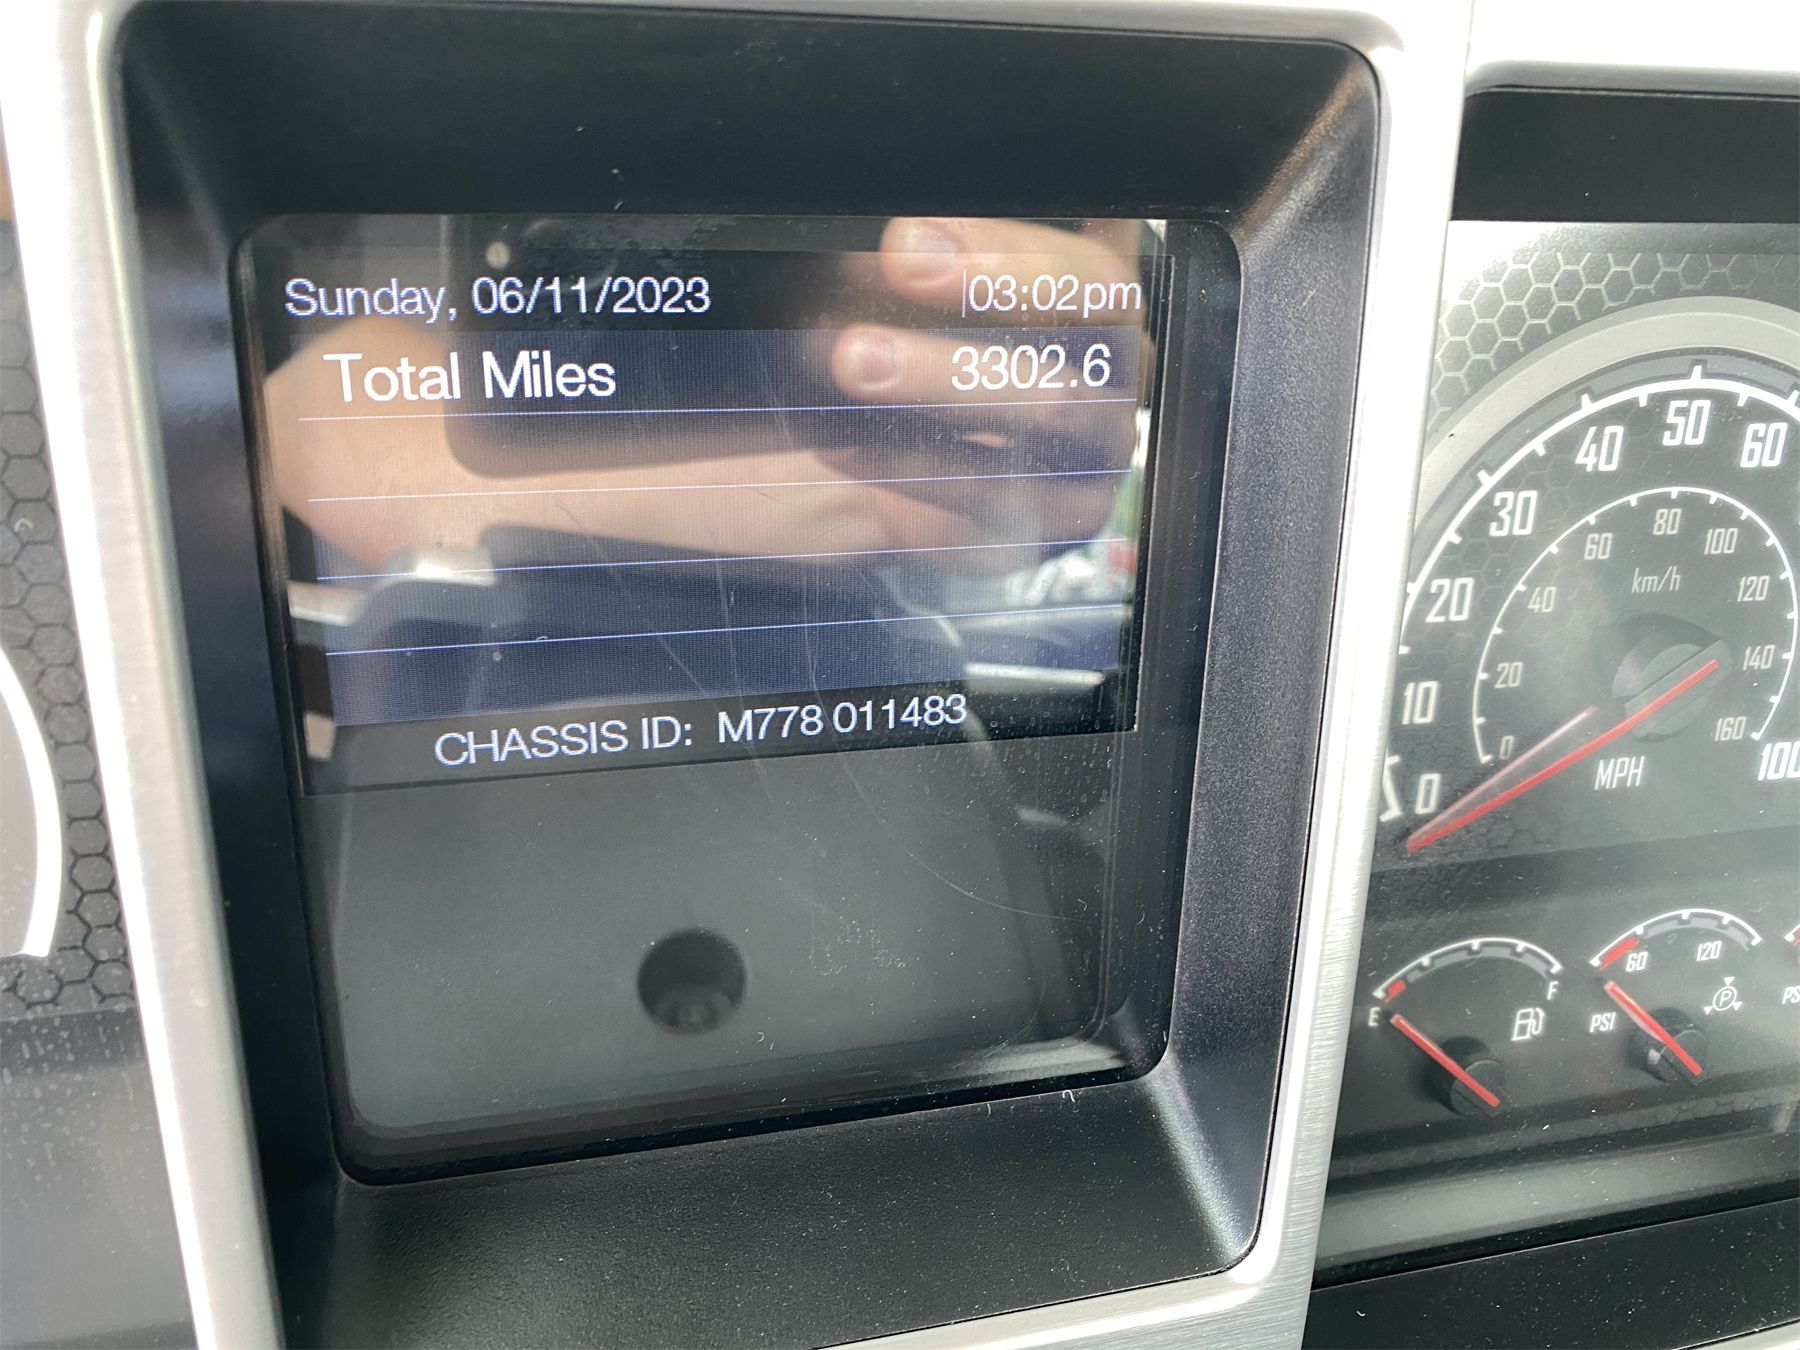 Sunday, 06/11/2023 03:02pm
Total Miles 3302.6
CHASSIS ID: M778 011483
0 10 20 30 40 50 60 100
MPH
0 20 40 60 80 100 120 140 160
km/h
E F
PSI 60 120
P